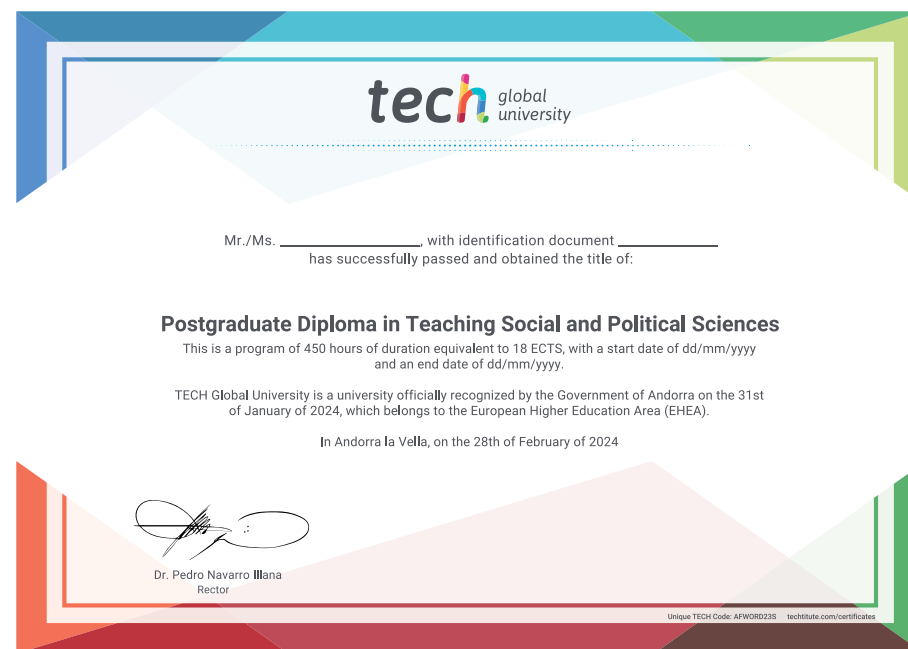 tech global university
Mr./Ms. ____________, with identification document ____________
has successfully passed and obtained the title of:
Postgraduate Diploma in Teaching Social and Political Sciences
This is a program of 450 hours of duration equivalent to 18 ECTS, with a start date of dd/mm/yyyy
and an end date of dd/mm/yyyy.
TECH Global University is a university officially recognized by the Government of Andorra on the 31st
of January of 2024, which belongs to the European Higher Education Area (EHEA).
In Andorra la Vella, on the 28th of February of 2024
Dr. Pedro Navarro Illana
Rector
Unique TECH Code: AFWORD23S techtitute.com/certificates